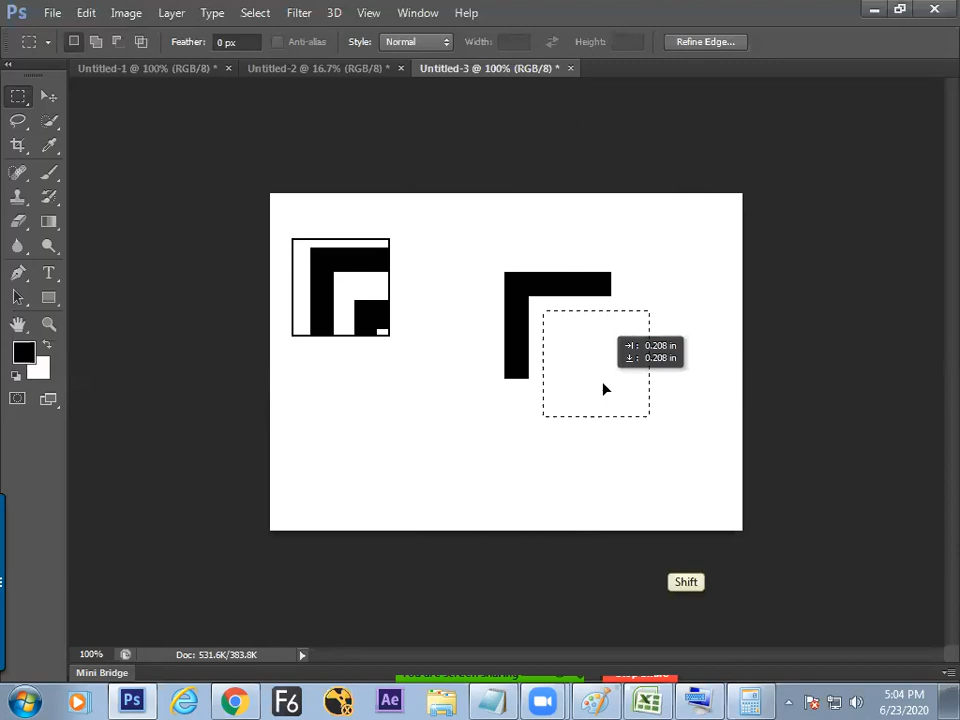 Ps File Edit Image Layer Type Select Filter 3D View Window Help
Feather: 0 px Anti-alias Style: Normal Width: Height: Refine Edge...
Untitled-1 @ 100% (RGB/8) * × Untitled-2 @ 16.7% (RGB/8) * × Untitled-3 @ 100% (RGB/8) * ×
T
: 0.208 in
: 0.208 in
Shift
100% Doc: 531.6K/383.8K
Mini Bridge
Ps F6 Ae
5:04 PM
6/23/2020